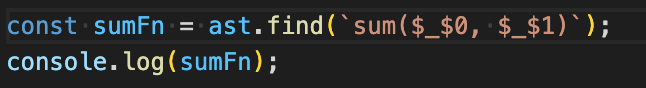 const sumFn = ast.find(`sum($_$0, $_$1)`);
console.log(sumFn);